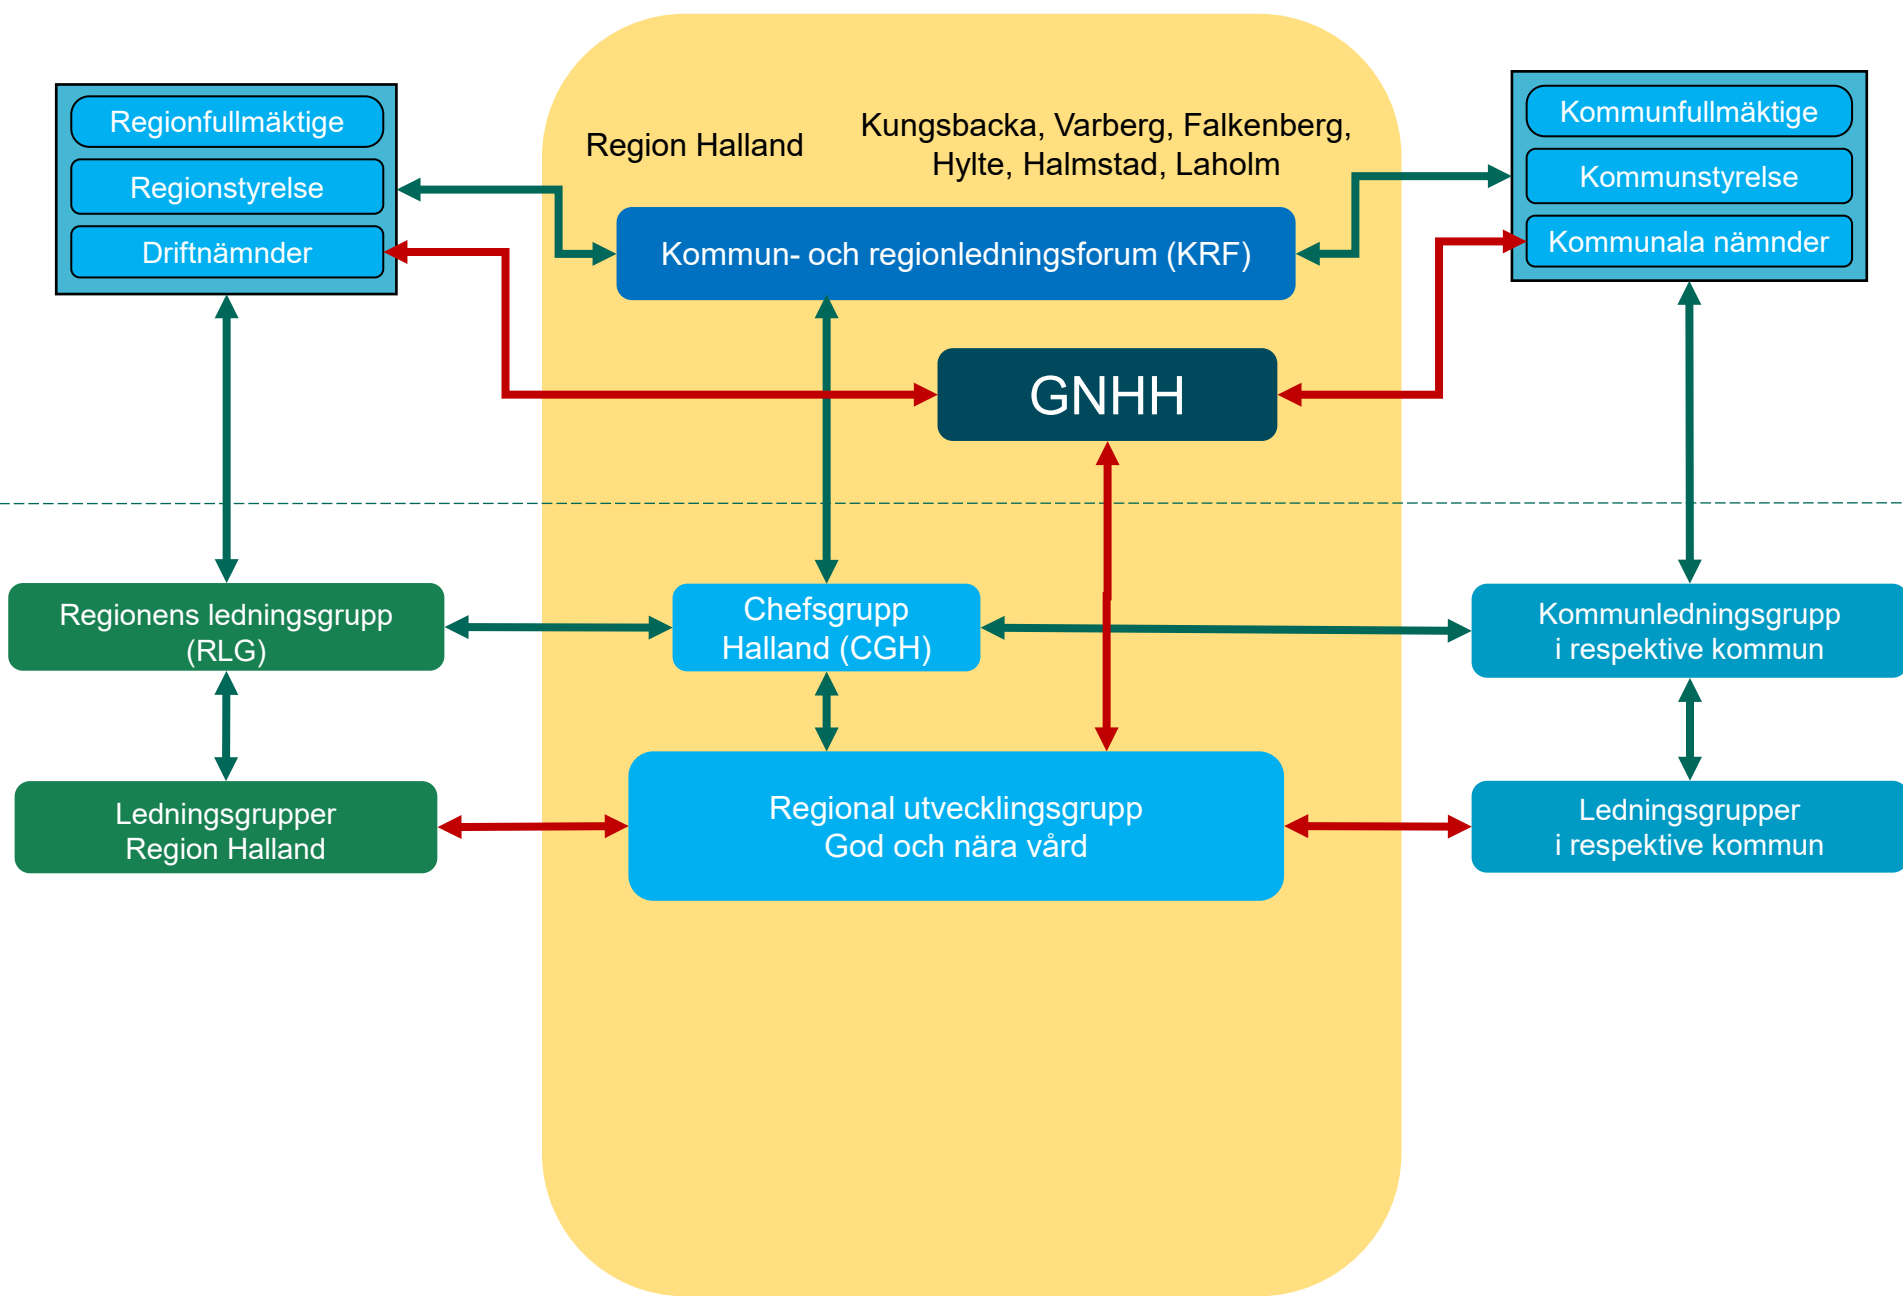 Regionfullmäktige
Regionstyrelse
Driftnämnder
Region Halland
Kungsbacka, Varberg, Falkenberg,
Hylte, Halmstad, Laholm
Kommunfullmäktige
Kommunstyrelse
Kommunala nämnder
Kommun- och regionledningsforum (KRF)
GNHH
Regionens ledningsgrupp
(RLG)
Chefsgrupp
Halland (CGH)
Kommunledningsgrupp
i respektive kommun
Ledningsgrupper
Region Halland
Regional utvecklingsgrupp
God och nära vård
Ledningsgrupper
i respektive kommun